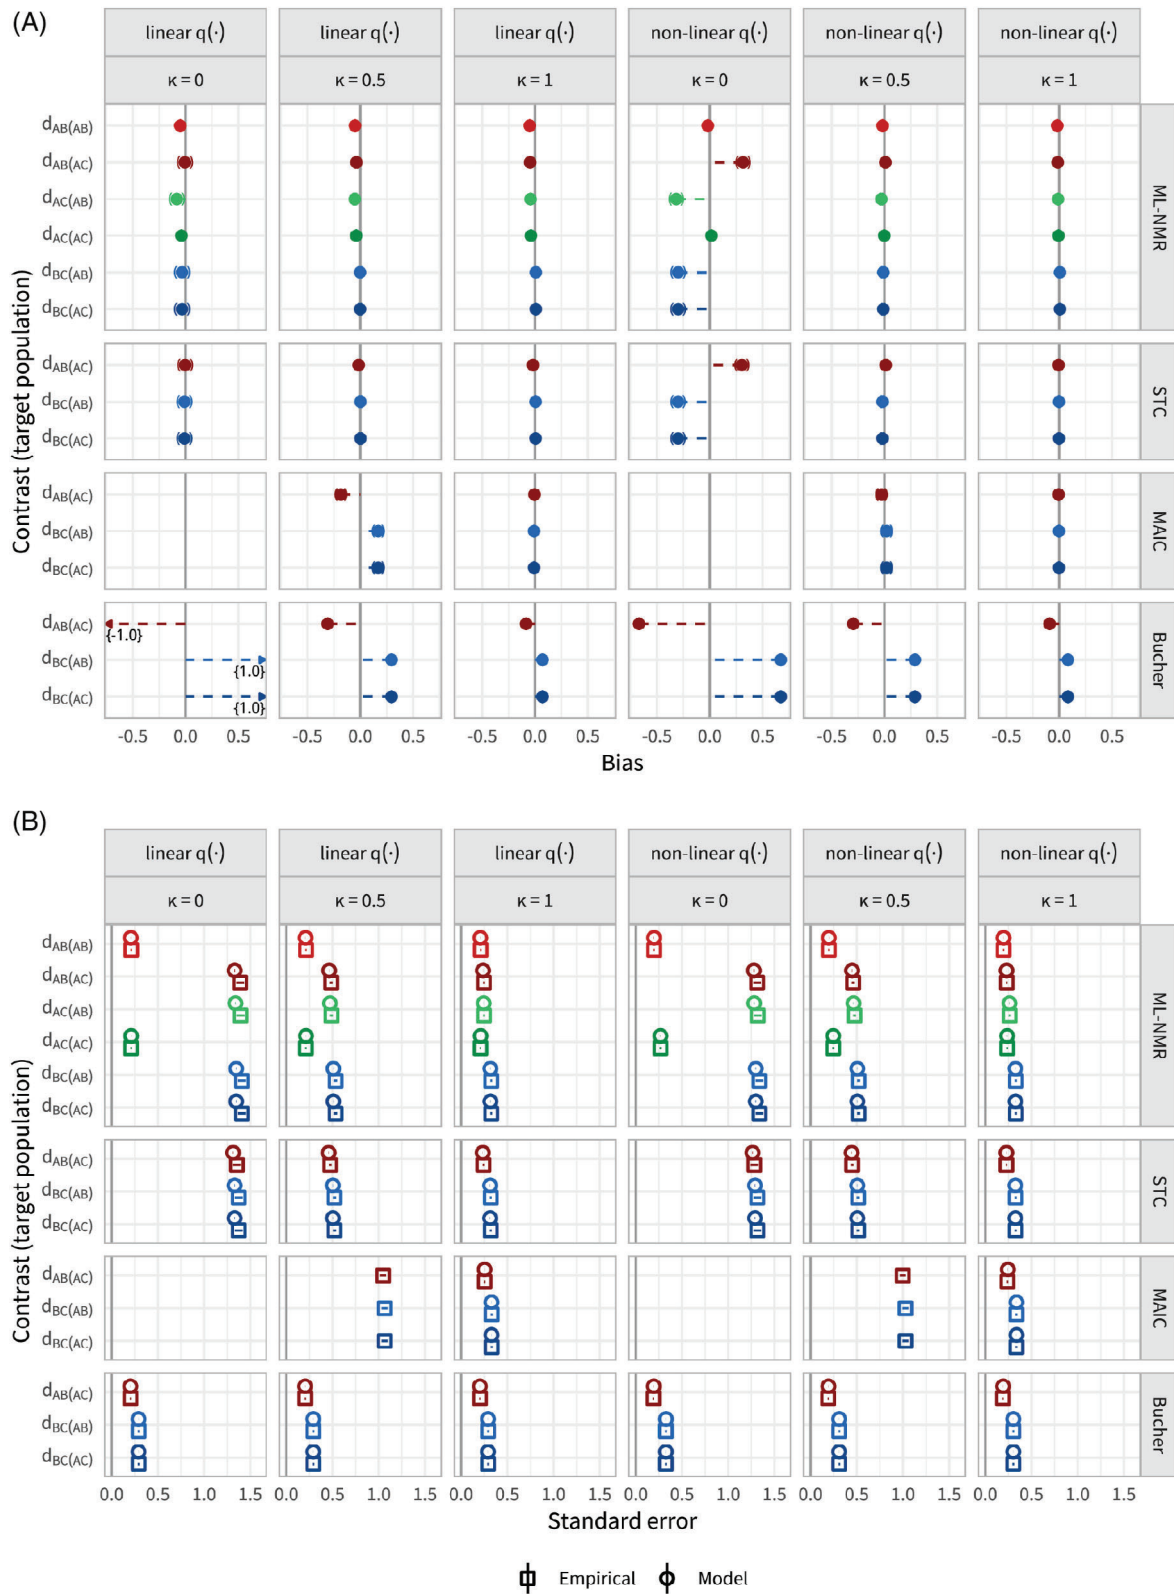 (A)
linear q(·) linear q(·) linear q(·) non-linear q(·) non-linear q(·) non-linear q(·)
κ = 0 κ = 0.5 κ = 1 κ = 0 κ = 0.5 κ = 1
Contrast (target population)
dAB(AB)
dAB(AC)
dAC(AB)
dAC(AC)
dBC(AB)
dBC(AC)
ML-NMR
dAB(AC)
dBC(AB)
dBC(AC)
STC
dAB(AC)
dBC(AB)
dBC(AC)
MAIC
dAB(AC)
{-1.0}
dBC(AB)
{1.0}
dBC(AC)
{1.0}
Bucher
-0.5 0.0 0.5 -0.5 0.0 0.5 -0.5 0.0 0.5 -0.5 0.0 0.5 -0.5 0.0 0.5 -0.5 0.0 0.5
Bias
(B)
linear q(·) linear q(·) linear q(·) non-linear q(·) non-linear q(·) non-linear q(·)
κ = 0 κ = 0.5 κ = 1 κ = 0 κ = 0.5 κ = 1
Contrast (target population)
dAB(AB)
dAB(AC)
dAC(AB)
dAC(AC)
dBC(AB)
dBC(AC)
ML-NMR
dAB(AC)
dBC(AB)
dBC(AC)
STC
dAB(AC)
dBC(AB)
dBC(AC)
MAIC
dAB(AC)
dBC(AB)
dBC(AC)
Bucher
0.0 0.5 1.0 1.5 0.0 0.5 1.0 1.5 0.0 0.5 1.0 1.5 0.0 0.5 1.0 1.5 0.0 0.5 1.0 1.5 0.0 0.5 1.0 1.5
Standard error
Empirical Model